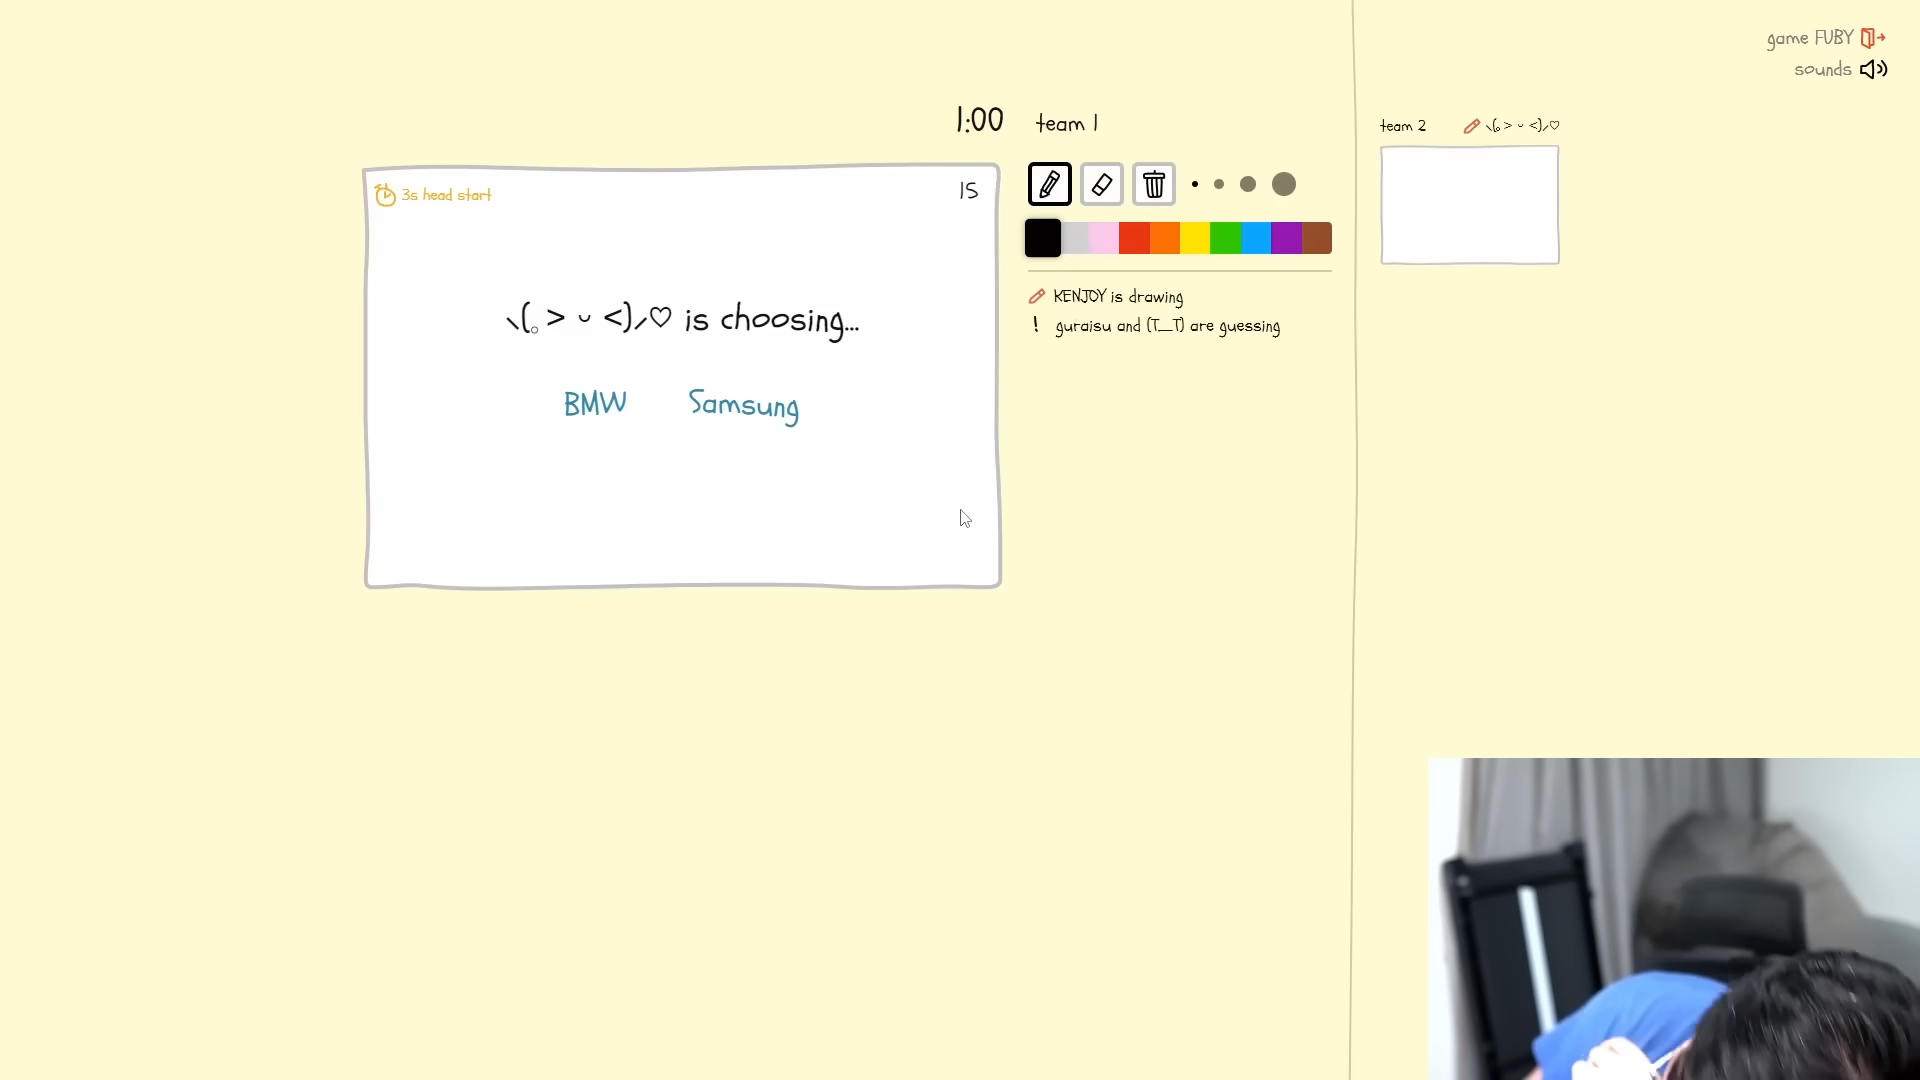 game FUBY
sounds
1:00
team 1
team 2
⸜(｡ > ᵕ <)⸝♡
3s head start
15
⸜(｡ > ᵕ <)⸝♡ is choosing...
BMW
Samsung
KENJOY is drawing
! guraisu and (T_T) are guessing